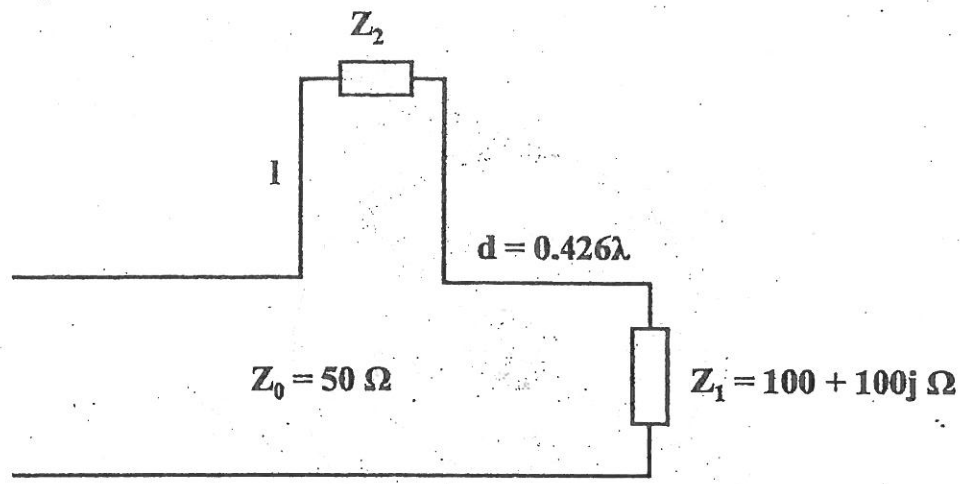 Z₂
l
d = 0.426λ
Z₀ = 50 Ω
Z₁ = 100 + 100j Ω